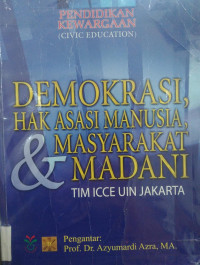 PENDIDIKAN
KEWARGAAN
(CIVIC EDUCATION)
DEMOKRASI,
HAK ASASI MANUSIA,
& MASYARAKAT
MADANI
TIM ICCE UIN JAKARTA
Pengantar:
Prof. Dr. Azyumardi Azra, MA.